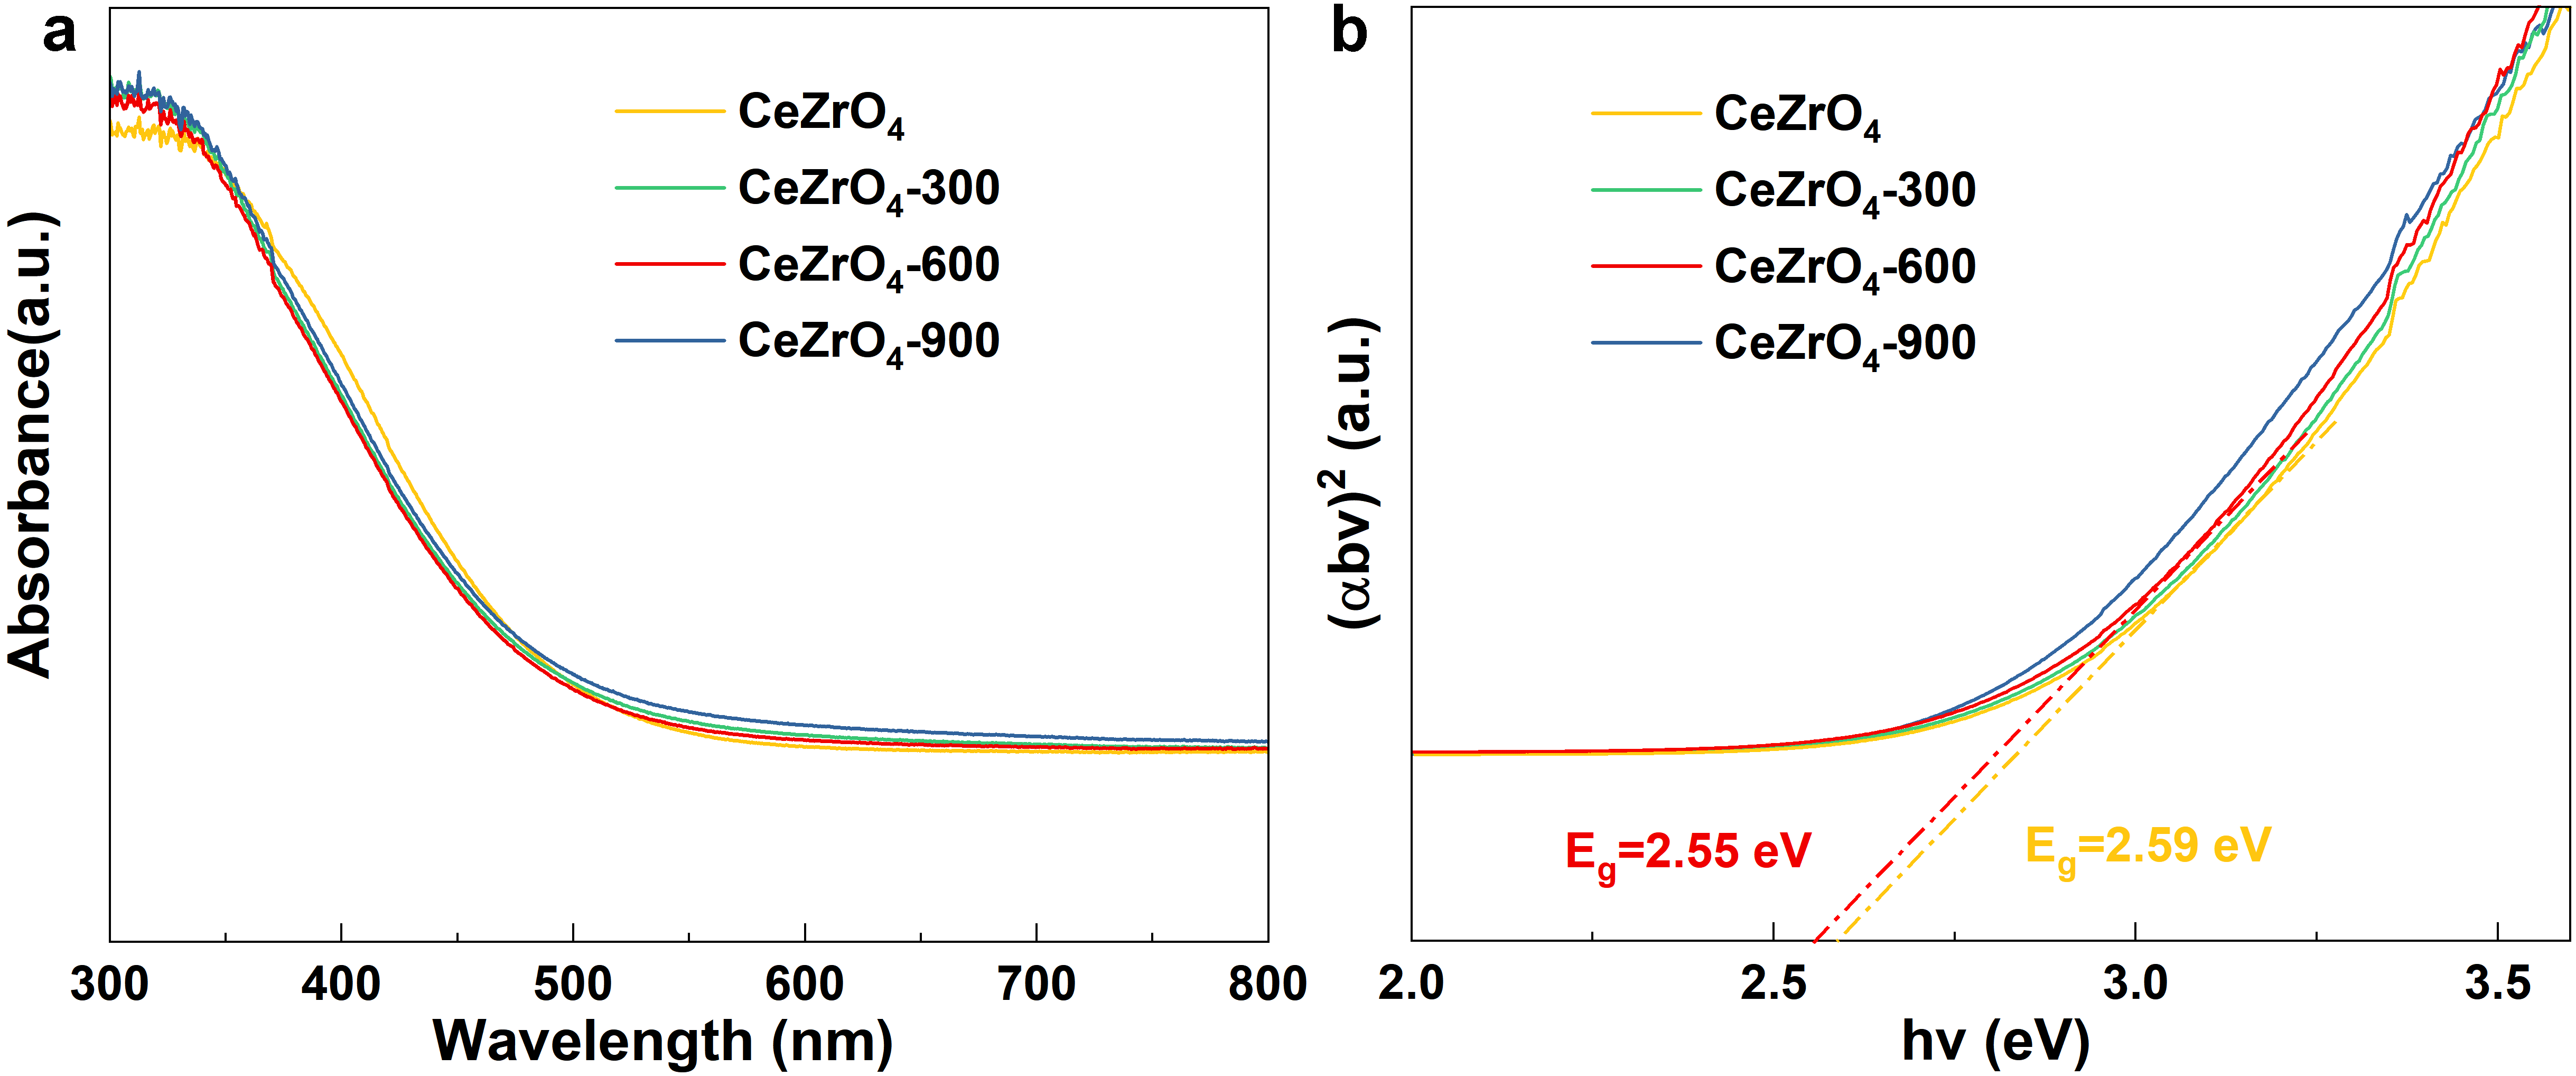 a
CeZrO₄
CeZrO₄-300
CeZrO₄-600
CeZrO₄-900
Absorbance(a.u.)
300 400 500 600 700 800
Wavelength (nm)
b
CeZrO₄
CeZrO₄-300
CeZrO₄-600
CeZrO₄-900
(αbv)² (a.u.)
Eg=2.55 eV
Eg=2.59 eV
2.0 2.5 3.0 3.5
hv (eV)